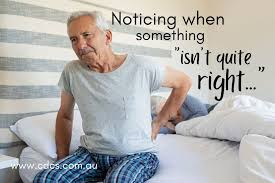 Noticing when
something
"isn't quite
right..."
www.cdcs.com.au